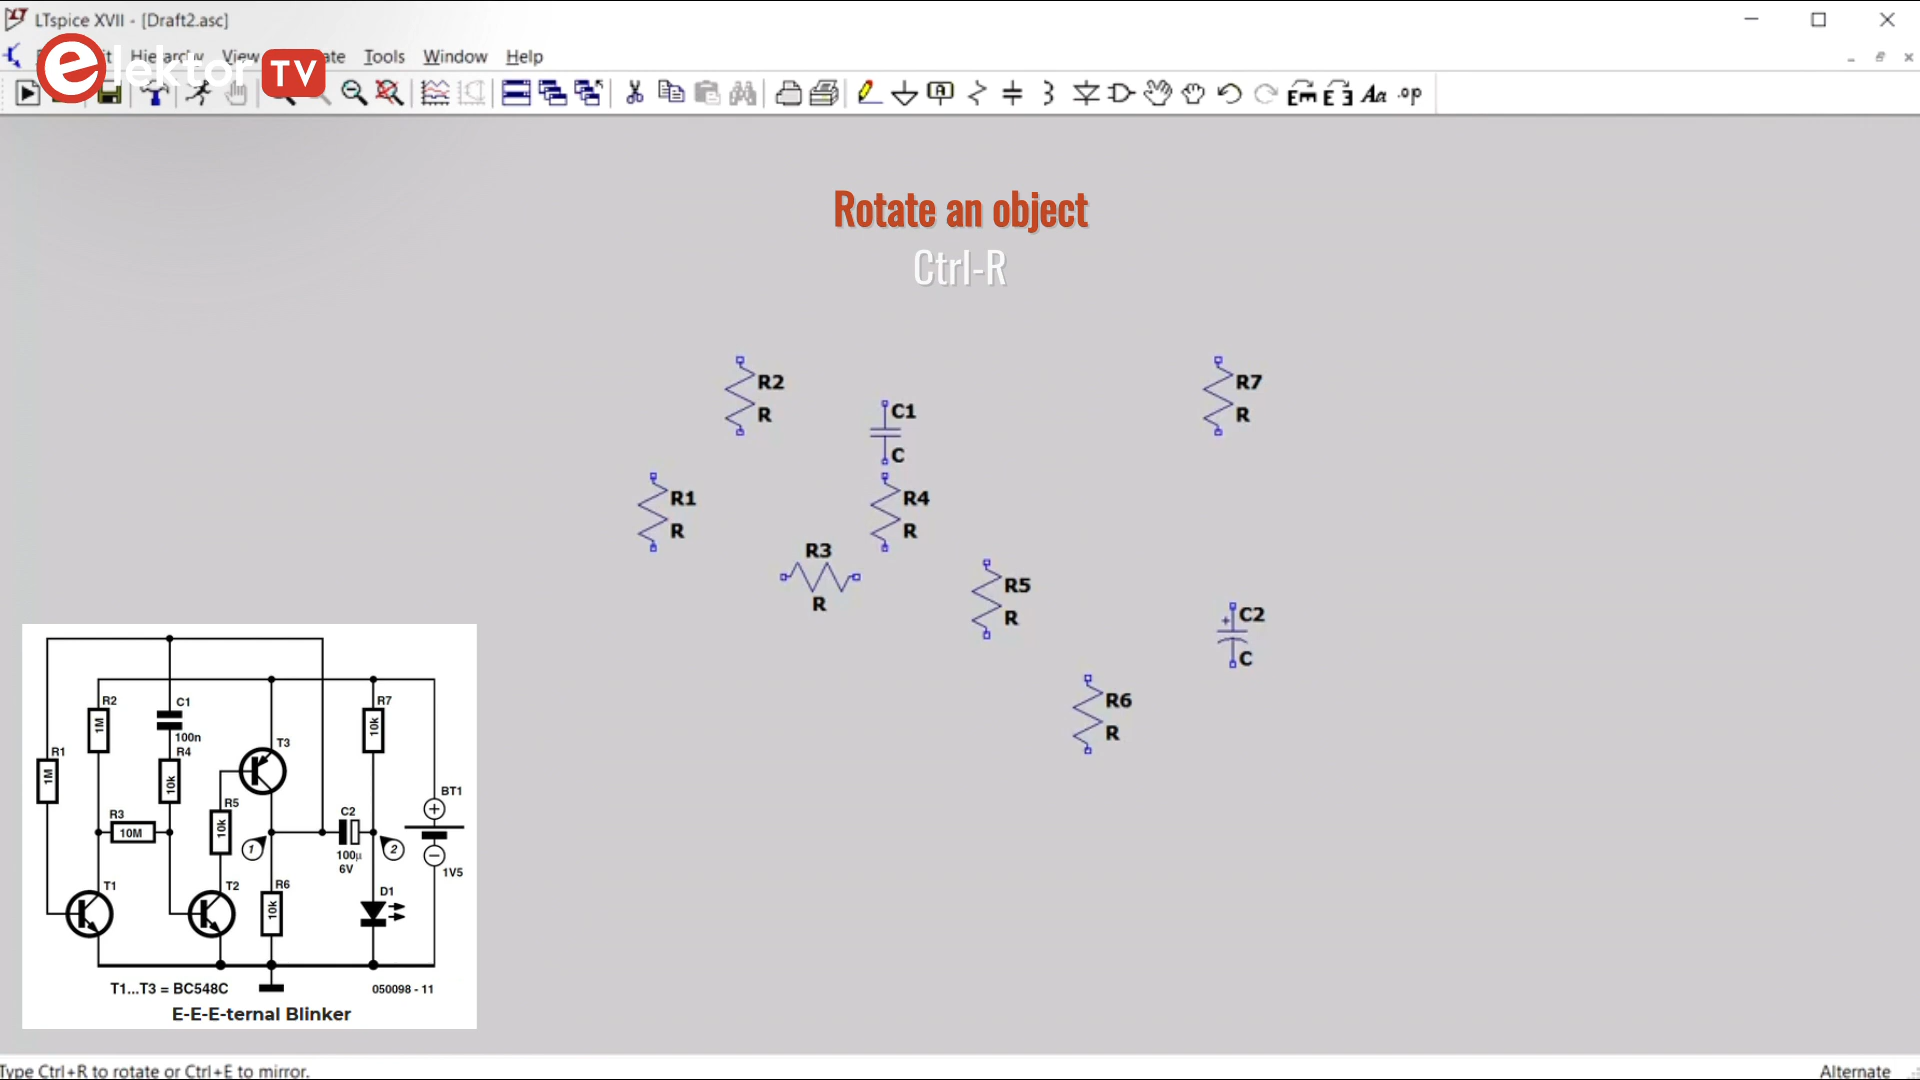 LTspice XVII - [Draft2.asc]
Hierarchy View Tools Window Help
elektor TV
Rotate an object
Ctrl-R
R2
R
C1
C
R7
R
R1
R
R4
R
R3
R
R5
R
C2
C
R6
R
R2
1M
C1
100n
R7
10k
R1
1M
R4
10k
T3
R3
10M
R5
10k
1
C2
100µ
6V
2
BT1
+
−
1V5
T1
T2
R6
10k
D1
T1...T3 = BC548C
050098 - 11
E-E-E-ternal Blinker
Type Ctrl+R to rotate or Ctrl+E to mirror.
Alternate